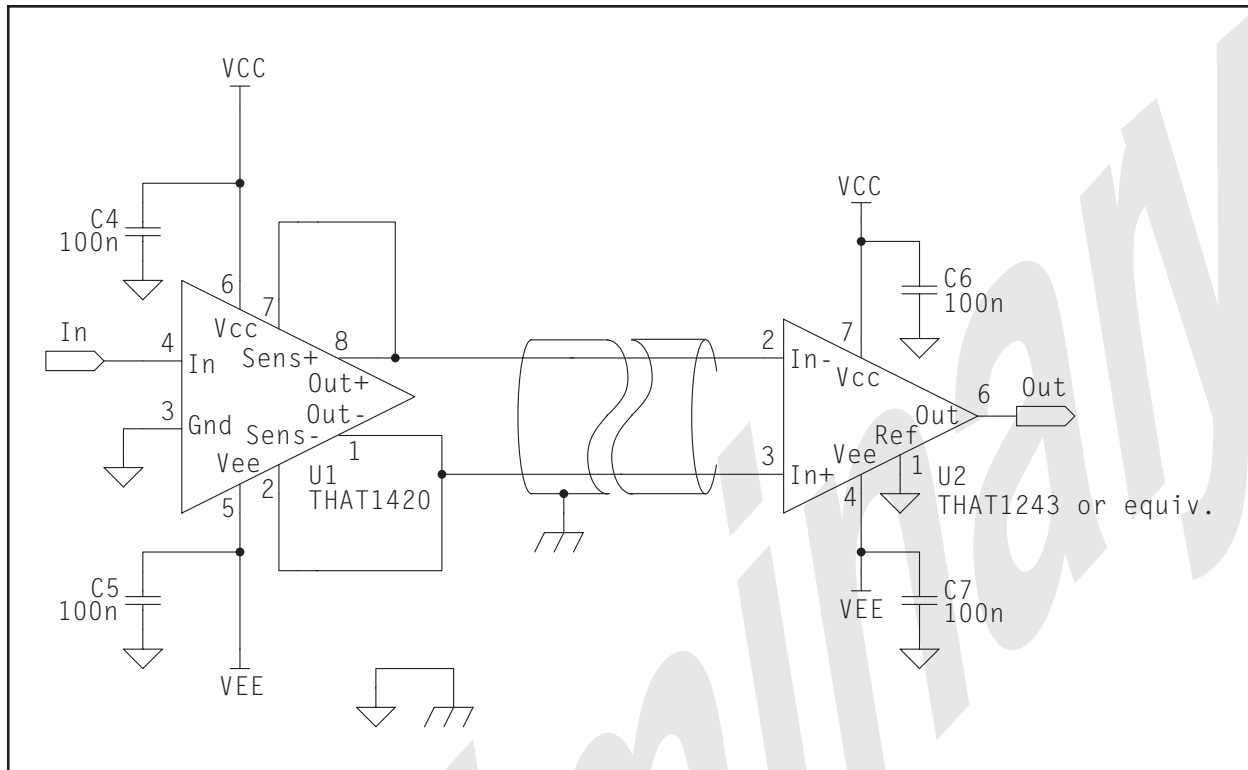 VCC
C4
100n
6
7
In
4
Vcc
8
In
Sens+
Out+
3
Gnd
Out-
Sens-
1
Vee
2
5
U1
THAT1420
C5
100n
VEE
VCC
C6
100n
7
2
In-
Vcc
6
Out
Out
Ref
3
In+
Vee
1
4
U2
THAT1243 or equiv.
C7
100n
VEE